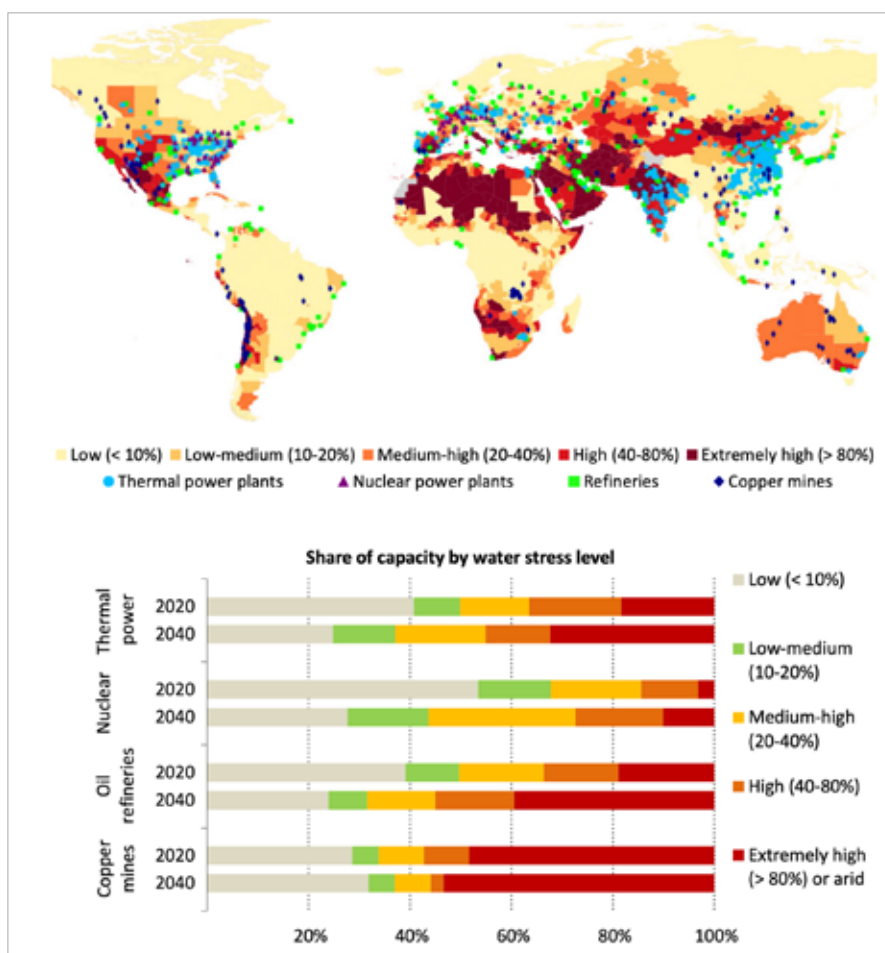 Low (< 10%) Low-medium (10-20%) Medium-high (20-40%) High (40-80%) Extremely high (> 80%)
Thermal power plants Nuclear power plants Refineries Copper mines
Share of capacity by water stress level
Thermal
power
2020
2040
Nuclear
2020
2040
Oil
refineries
2020
2040
Copper
mines
2020
2040
20% 40% 60% 80% 100%
Low (< 10%)
Low-medium
(10-20%)
Medium-high
(20-40%)
High (40-80%)
Extremely high
(> 80%) or arid